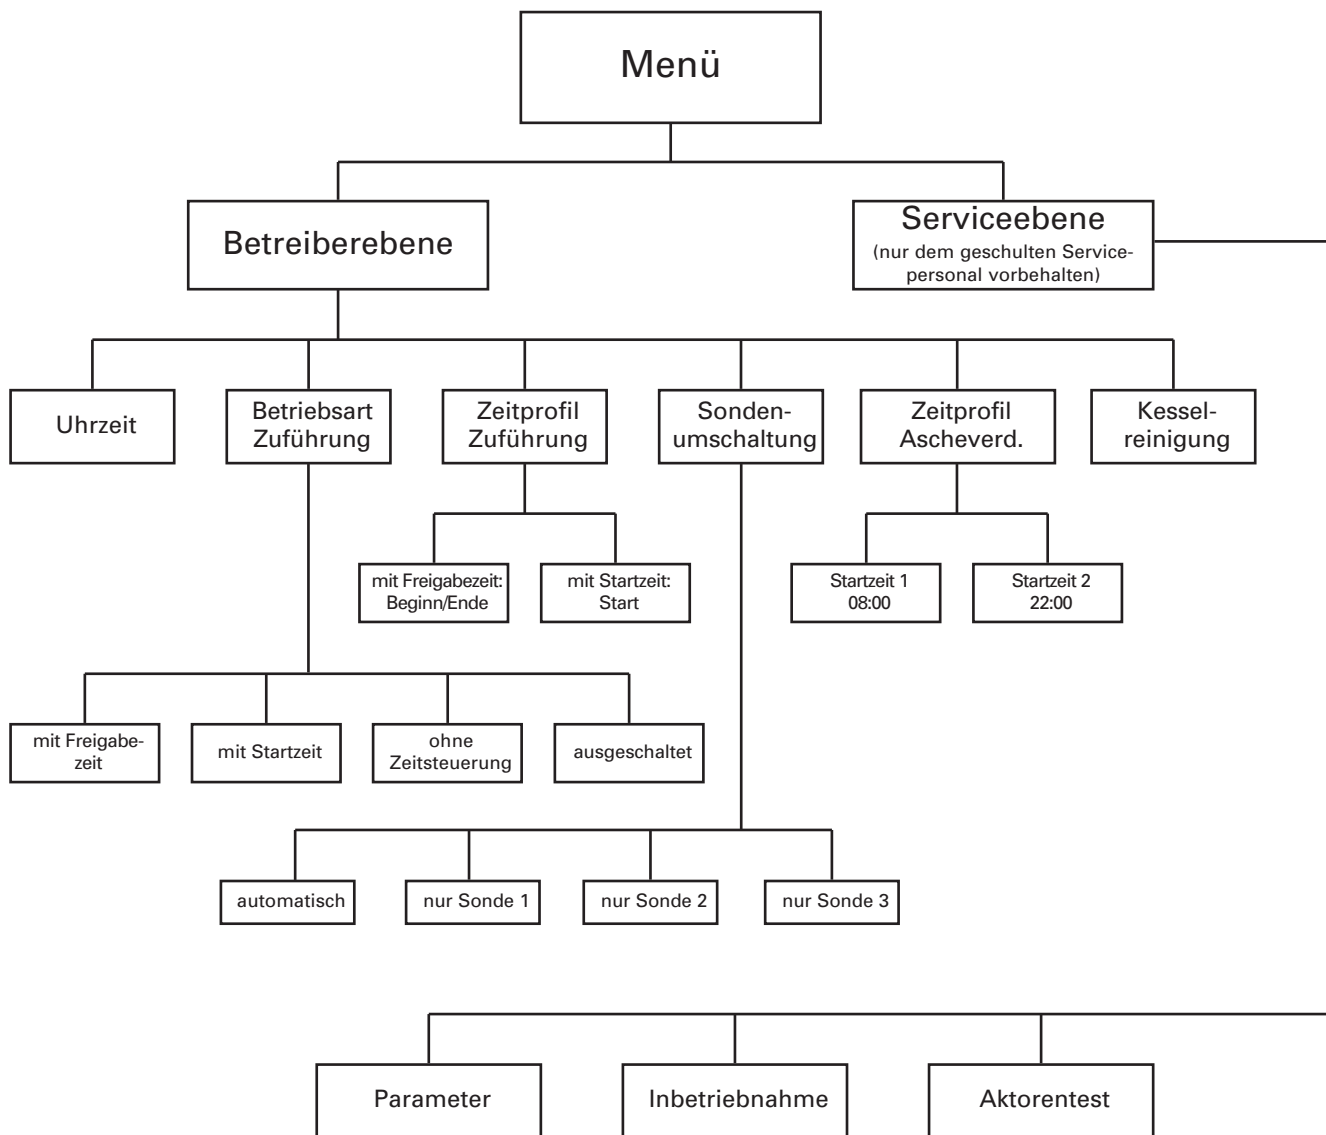 Menü
Betreiberebene
Serviceebene
(nur dem geschulten Service-
personal vorbehalten)
Uhrzeit
Betriebsart
Zuführung
Zeitprofil
Zuführung
Sonden-
umschaltung
Zeitprofil
Ascheverd.
Kessel-
reinigung
mit Freigabezeit:
Beginn/Ende
mit Startzeit:
Start
Startzeit 1
08:00
Startzeit 2
22:00
mit Freigabe-
zeit
mit Startzeit
ohne
Zeitsteuerung
ausgeschaltet
automatisch
nur Sonde 1
nur Sonde 2
nur Sonde 3
Parameter
Inbetriebnahme
Aktorentest